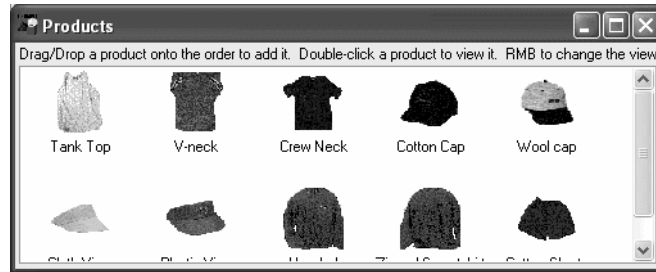 Products
Drag/Drop a product onto the order to add it. Double-click a product to view it. RMB to change the view
Tank Top V-neck Crew Neck Cotton Cap Wool cap